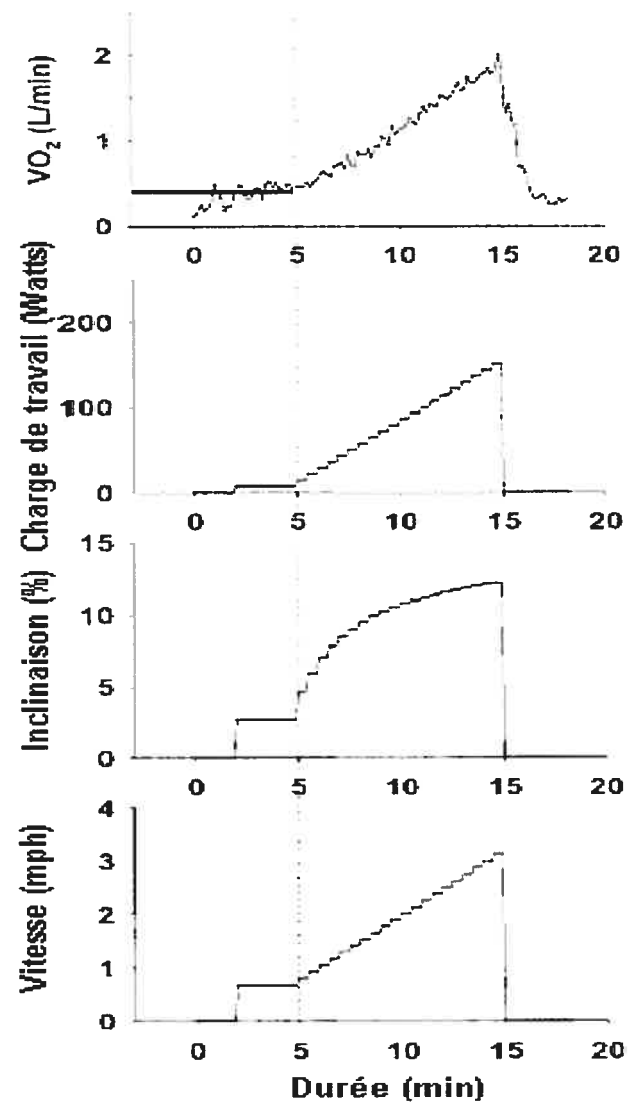 VO₂ (L/min)
2
1
0
0 5 10 15 20
Charge de travail (Watts)
200
100
0
0 5 10 15 20
Inclinaison (%)
15
10
5
0
0 5 10 15 20
Vitesse (mph)
4
3
2
1
0
0 5 10 15 20
Durée (min)